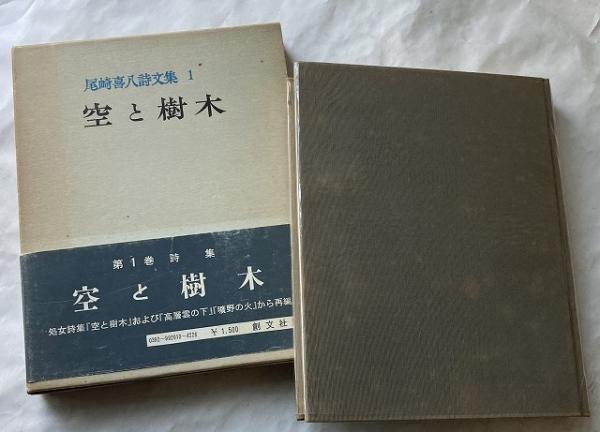 尾崎喜八詩文集 1
空と樹木
第1巻 詩集
空と樹木
処女詩集『空と樹木』および『高層雲の下』『曠野の火』から再編
¥1,500 創文社